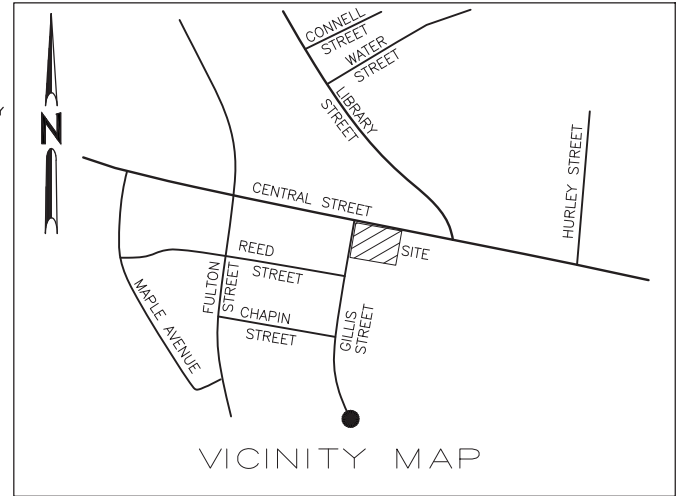 CONNELL
STREET
WATER
STREET
LIBRARY
STREET
Y
N
HURLEY STREET
CENTRAL STREET
SITE
REED
STREET
FULTON
STREET
CHAPIN
STREET
GILLIS
STREET
MAPLE AVENUE
VICINITY MAP